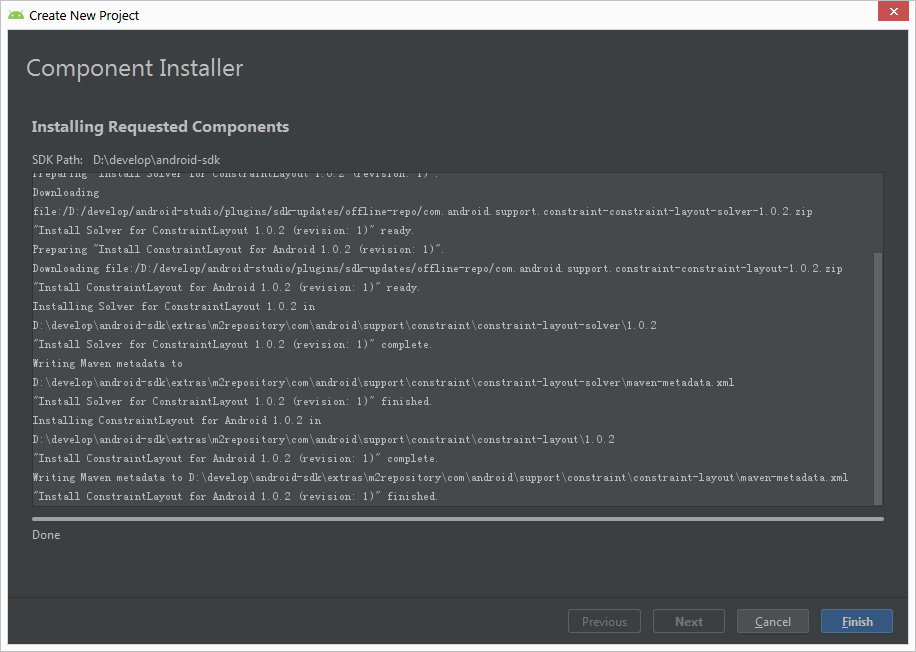 Create New Project
Component Installer
Installing Requested Components
SDK Path: D:\develop\android-sdk
Preparing "Install Solver for ConstraintLayout 1.0.2 (revision: 1)".
Downloading
file:/D:/develop/android-studio/plugins/sdk-updates/offline-repo/com.android.support.constraint-constraint-layout-solver-1.0.2.zip
"Install Solver for ConstraintLayout 1.0.2 (revision: 1)" ready.
Preparing "Install ConstraintLayout for Android 1.0.2 (revision: 1)".
Downloading file:/D:/develop/android-studio/plugins/sdk-updates/offline-repo/com.android.support.constraint-constraint-layout-1.0.2.zip
"Install ConstraintLayout for Android 1.0.2 (revision: 1)" ready.
Installing Solver for ConstraintLayout 1.0.2 in
D:\develop\android-sdk\extras\m2repository\com\android\support\constraint\constraint-layout-solver\1.0.2
"Install Solver for ConstraintLayout 1.0.2 (revision: 1)" complete.
Writing Maven metadata to
D:\develop\android-sdk\extras\m2repository\com\android\support\constraint\constraint-layout-solver\maven-metadata.xml
"Install Solver for ConstraintLayout 1.0.2 (revision: 1)" finished.
Installing ConstraintLayout for Android 1.0.2 in
D:\develop\android-sdk\extras\m2repository\com\android\support\constraint\constraint-layout\1.0.2
"Install ConstraintLayout for Android 1.0.2 (revision: 1)" complete.
Writing Maven metadata to D:\develop\android-sdk\extras\m2repository\com\android\support\constraint\constraint-layout\maven-metadata.xml
"Install ConstraintLayout for Android 1.0.2 (revision: 1)" finished.
Done
Previous Next Cancel Finish